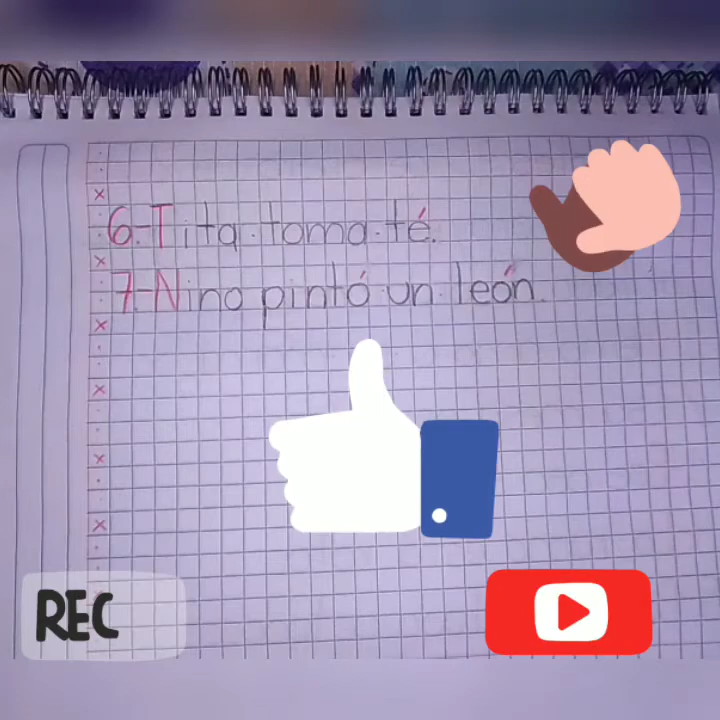 6.-Tita toma té.
7.-Nino pintó un león.
REC